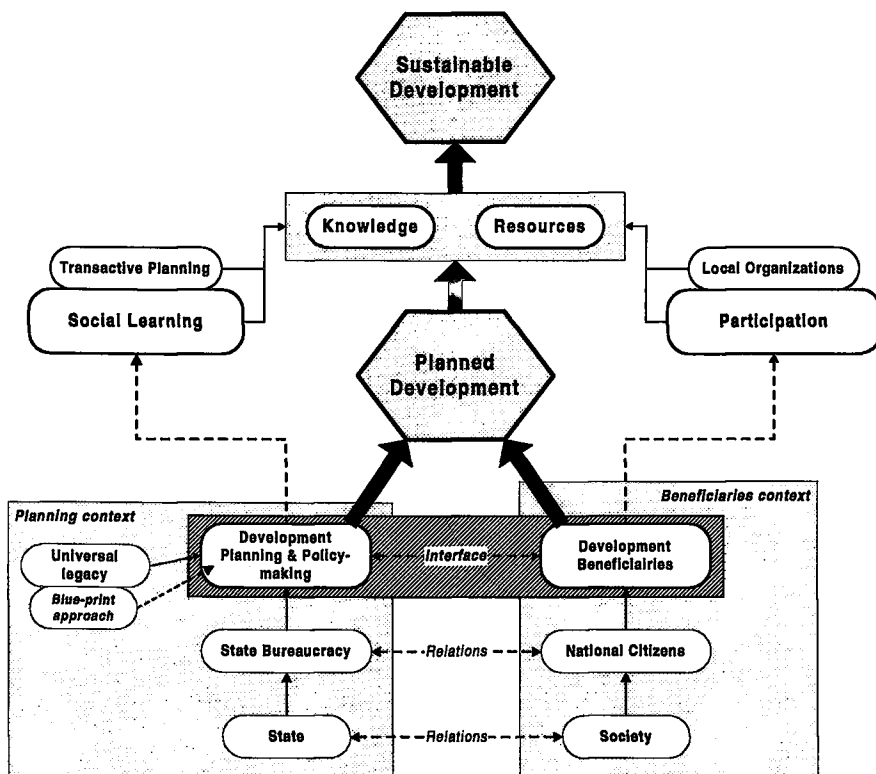 Sustainable
Development
Knowledge
Resources
Transactive Planning
Social Learning
Local Organizations
Participation
Planned
Development
Planning context
Beneficiaries context
Universal
legacy
Blue-print
approach
Development
Planning & Policy-
making
Interface
Development
Beneficiairies
State Bureaucracy
Relations
National Citizens
State
Relations
Society